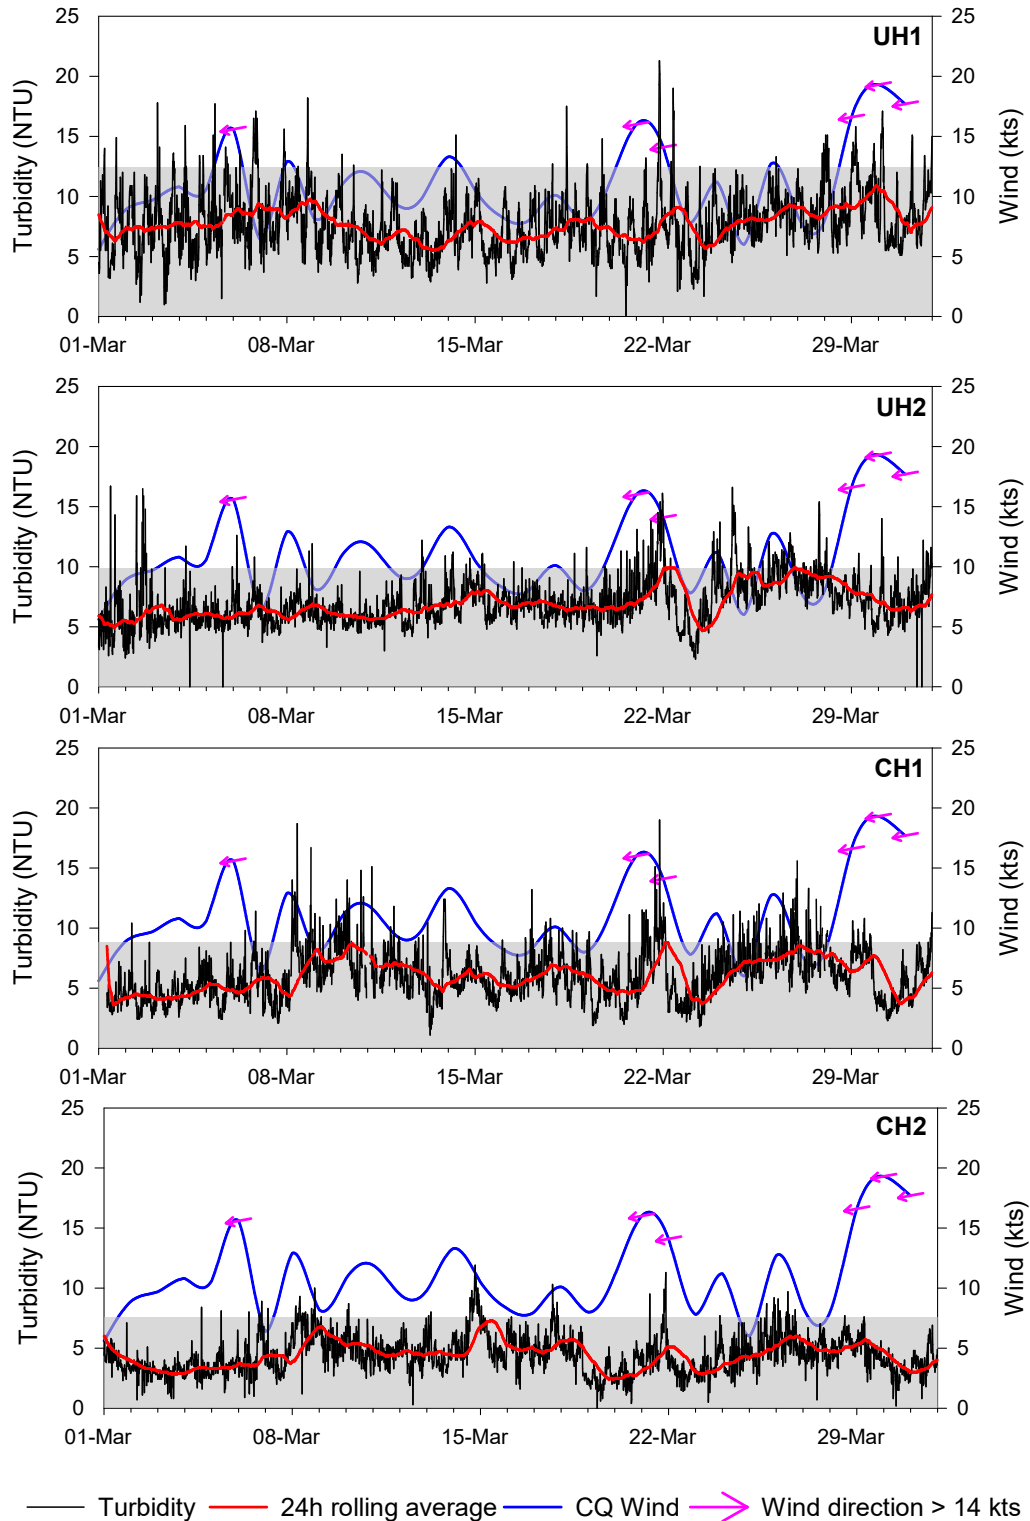 25 25
UH1
20 20
15 15
10 10
5 5
0 0
Turbidity (NTU)
Wind (kts)
01-Mar 08-Mar 15-Mar 22-Mar 29-Mar
25 25
UH2
20 20
15 15
10 10
5 5
0 0
Turbidity (NTU)
Wind (kts)
01-Mar 08-Mar 15-Mar 22-Mar 29-Mar
25 25
CH1
20 20
15 15
10 10
5 5
0 0
Turbidity (NTU)
Wind (kts)
01-Mar 08-Mar 15-Mar 22-Mar 29-Mar
25 25
CH2
20 20
15 15
10 10
5 5
0 0
Turbidity (NTU)
Wind (kts)
01-Mar 08-Mar 15-Mar 22-Mar 29-Mar
Turbidity 24h rolling average CQ Wind Wind direction > 14 kts